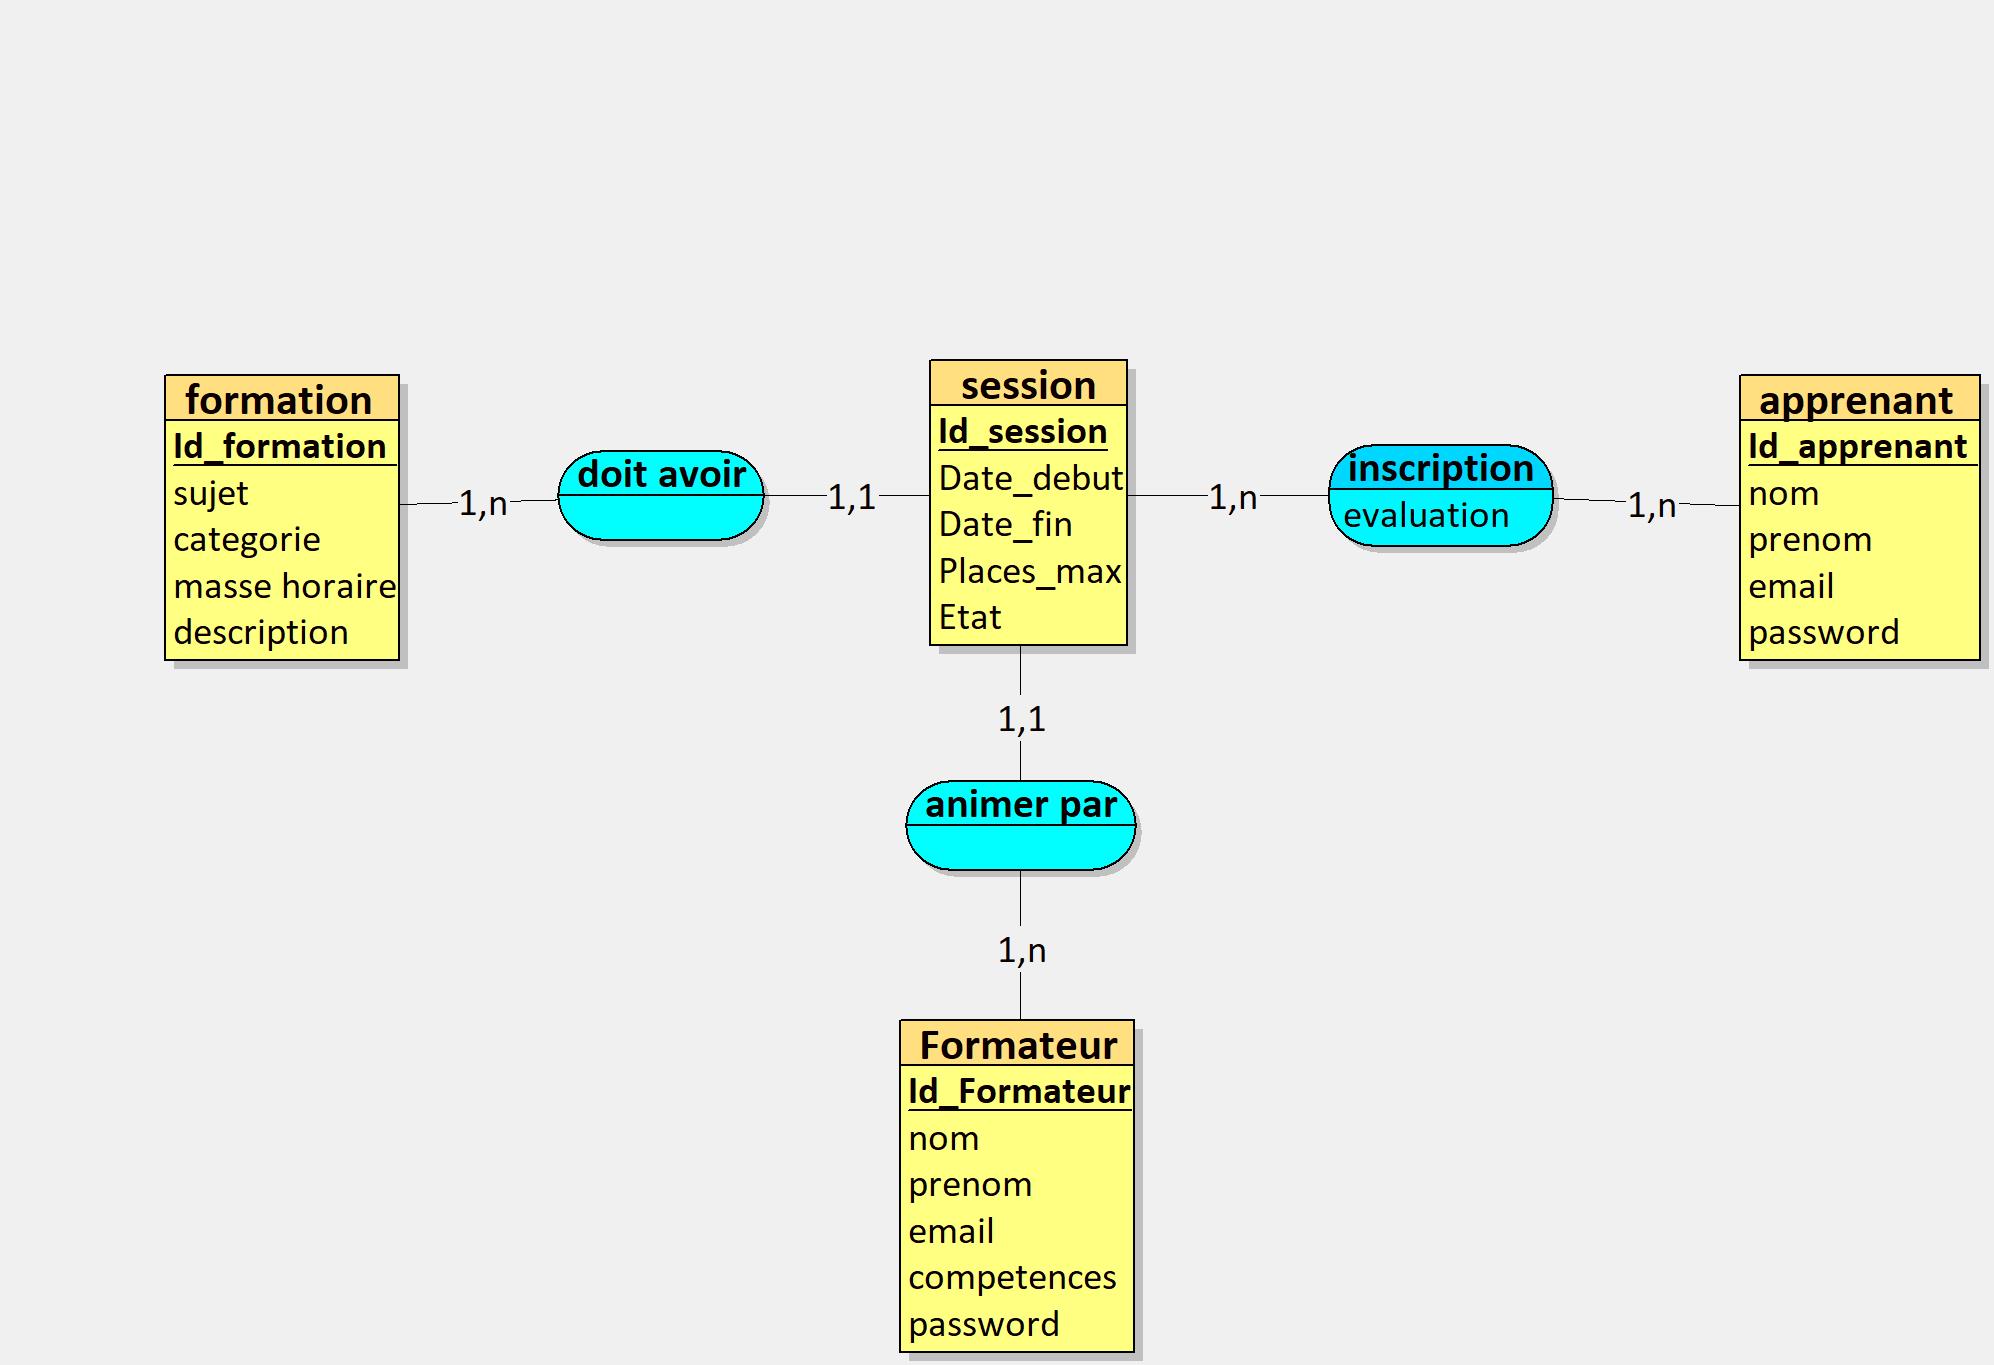 formation
Id_formation
sujet
categorie
masse horaire
description
1,n
doit avoir
1,1
session
Id_session
Date_debut
Date_fin
Places_max
Etat
1,n
inscription
evaluation
1,n
apprenant
Id_apprenant
nom
prenom
email
password
1,1
animer par
1,n
Formateur
Id_Formateur
nom
prenom
email
competences
password